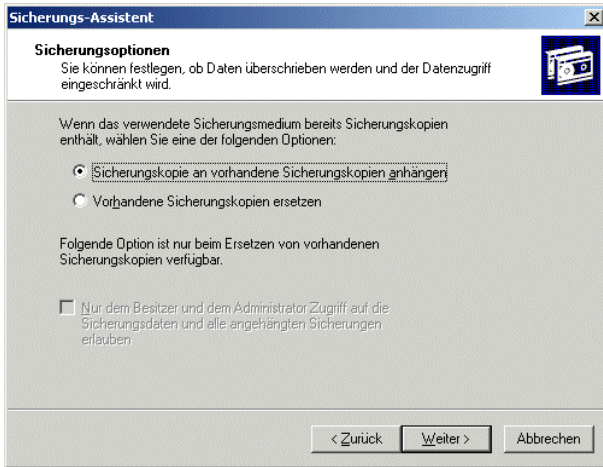 Sicherungs-Assistent
Sicherungsoptionen
Sie können festlegen, ob Daten überschrieben werden und der Datenzugriff
eingeschränkt wird.
Wenn das verwendete Sicherungsmedium bereits Sicherungskopien
enthält, wählen Sie eine der folgenden Optionen:
Sicherungskopie an vorhandene Sicherungskopien anhängen
Vorhandene Sicherungskopien ersetzen
Folgende Option ist nur beim Ersetzen von vorhandenen
Sicherungskopien verfügbar.
Nur dem Besitzer und dem Administrator Zugriff auf die
Sicherungsdaten und alle angehängten Sicherungen
erlauben
< Zurück Weiter > Abbrechen